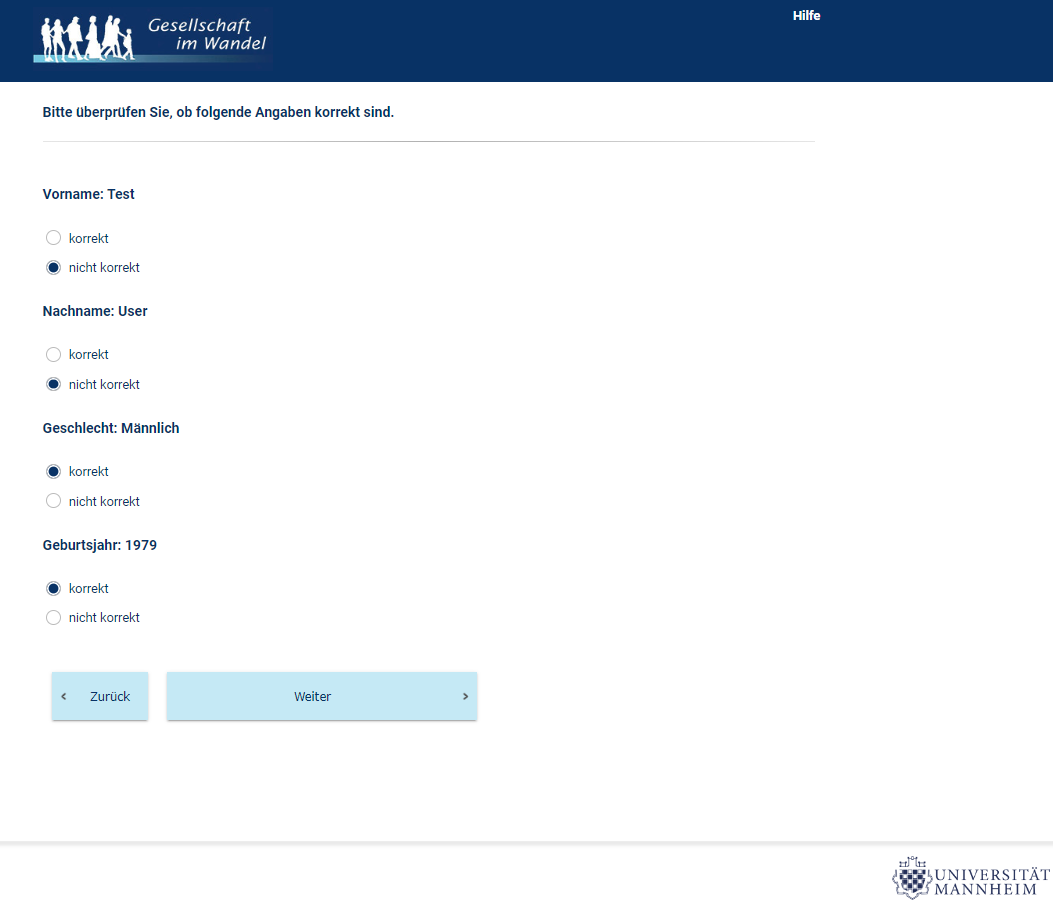 Gesellschaft
im Wandel
Hilfe
Bitte überprüfen Sie, ob folgende Angaben korrekt sind.
Vorname: Test
korrekt
nicht korrekt
Nachname: User
korrekt
nicht korrekt
Geschlecht: Männlich
korrekt
nicht korrekt
Geburtsjahr: 1979
korrekt
nicht korrekt
Zurück
Weiter
UNIVERSITÄT
MANNHEIM